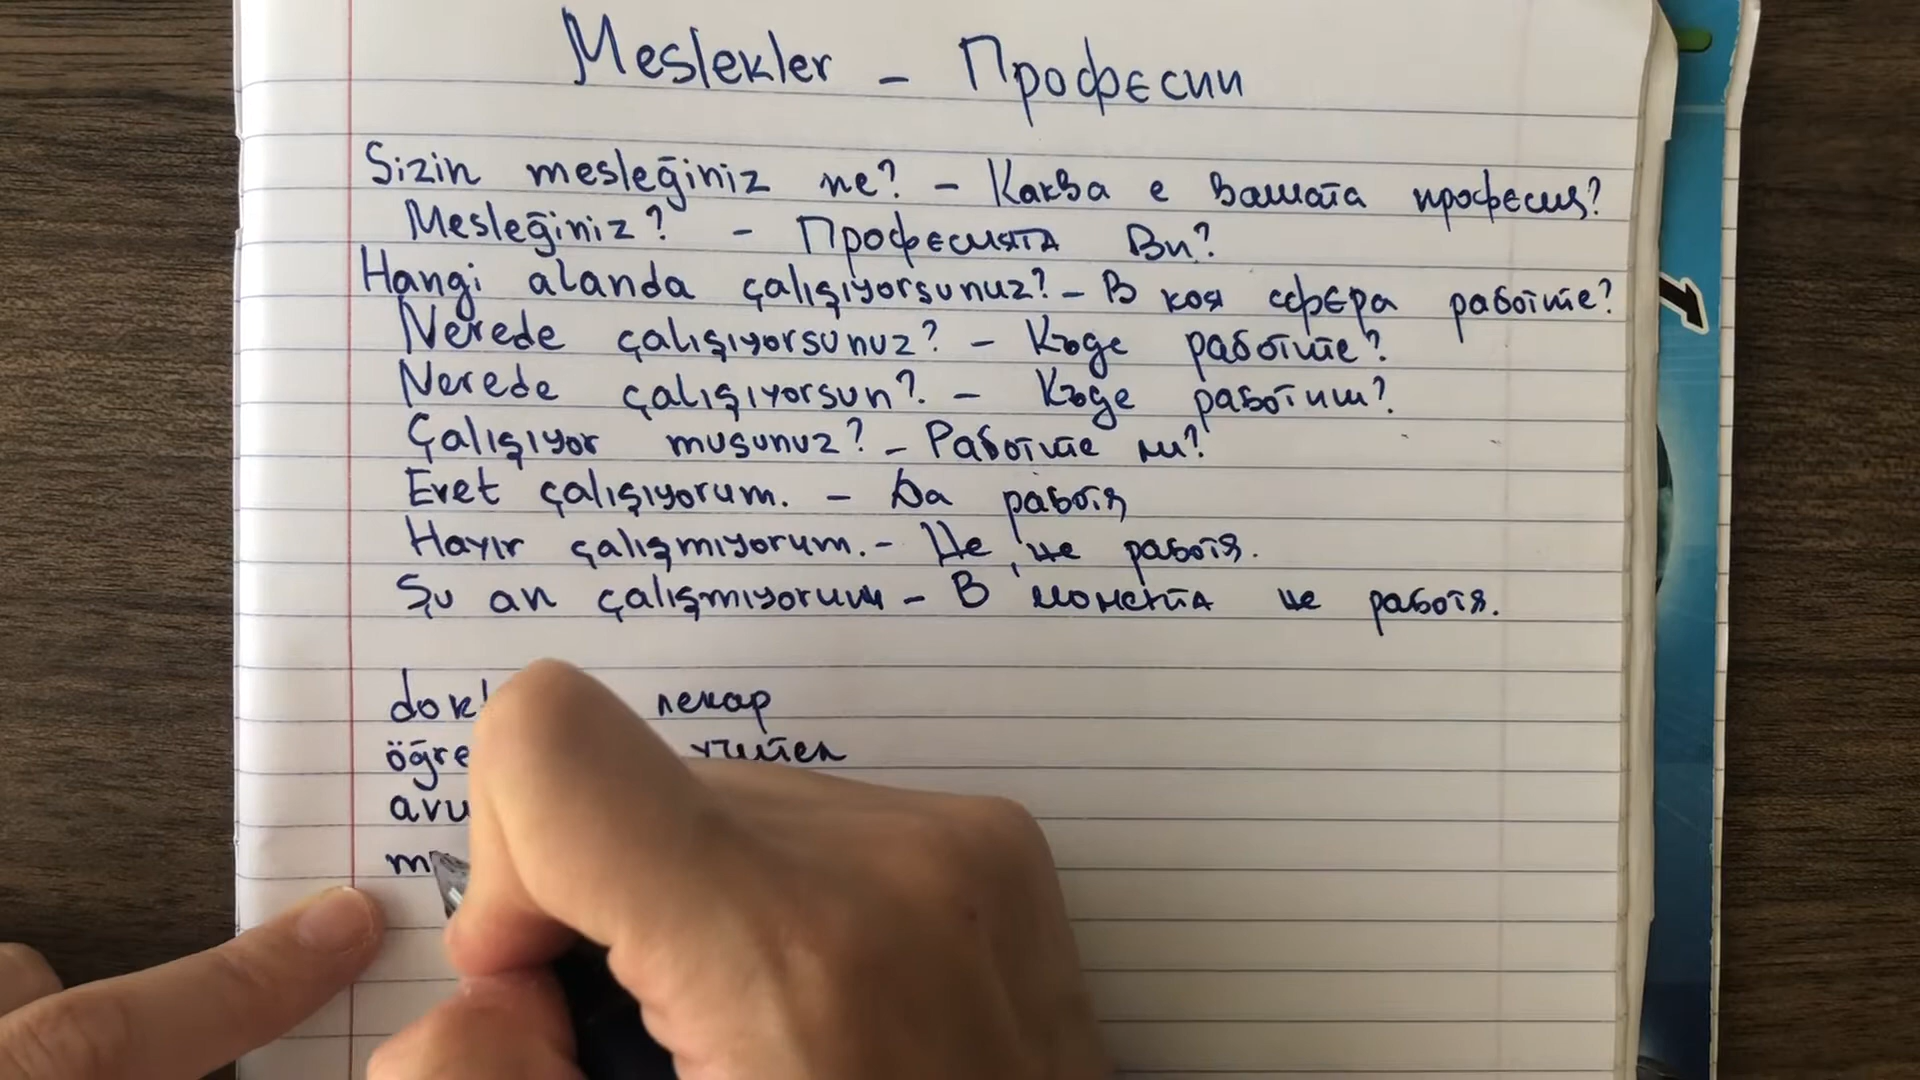 Meslekler - Професии
Sizin mesleğiniz ne? - Каква е вашата професия?
Mesleğiniz? - Професията Ви?
Hangi alanda çalışıyorsunuz? - В коя сфера работите?
Nerede çalışıyorsunuz? - Къде работите?
Nerede çalışıyorsun? - Къде работиш?
Çalışıyor musunuz? - Работите ли?
Evet çalışıyorum. - Да работя
Hayır çalışmıyorum. - Не, не работя.
Şu an çalışmıyorum - В момента не работя.
лекар
учител